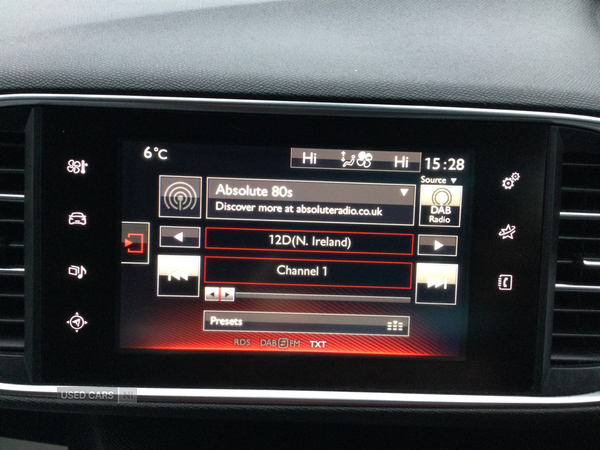 6°C
Hi Hi 15:28
Source
Absolute 80s
Discover more at absoluteradio.co.uk
DAB
Radio
12D(N. Ireland)
Channel 1
Presets
RDS DAB FM TXT
USED CARS NI